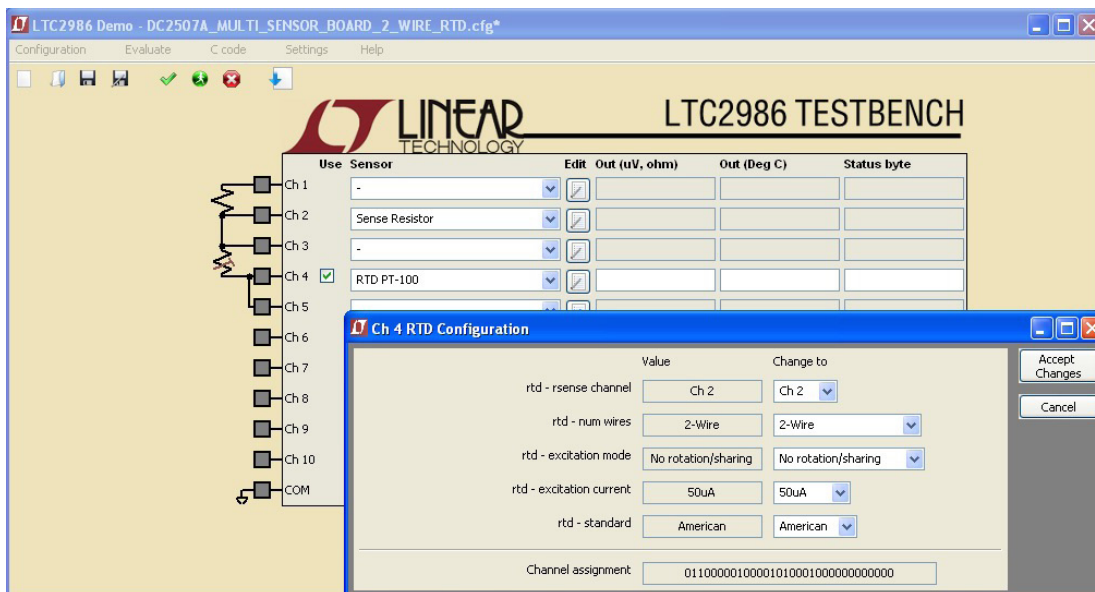 LTC2986 Demo - DC2507A_MULTI_SENSOR_BOARD_2_WIRE_RTD.cfg*
Configuration Evaluate C code Settings Help
LINEAR TECHNOLOGY
LTC2986 TESTBENCH
Use Sensor Edit Out (uV, ohm) Out (Deg C) Status byte
Ch 1 -
Ch 2 Sense Resistor
Ch 3 -
Ch 4 RTD PT-100
Ch 5
Ch 6
Ch 7
Ch 8
Ch 9
Ch 10
COM
Ch 4 RTD Configuration
Value Change to
Accept Changes
rtd - rsense channel Ch 2 Ch 2
Cancel
rtd - num wires 2-Wire 2-Wire
rtd - excitation mode No rotation/sharing No rotation/sharing
rtd - excitation current 50uA 50uA
rtd - standard American American
Channel assignment 01100000100001010001000000000000